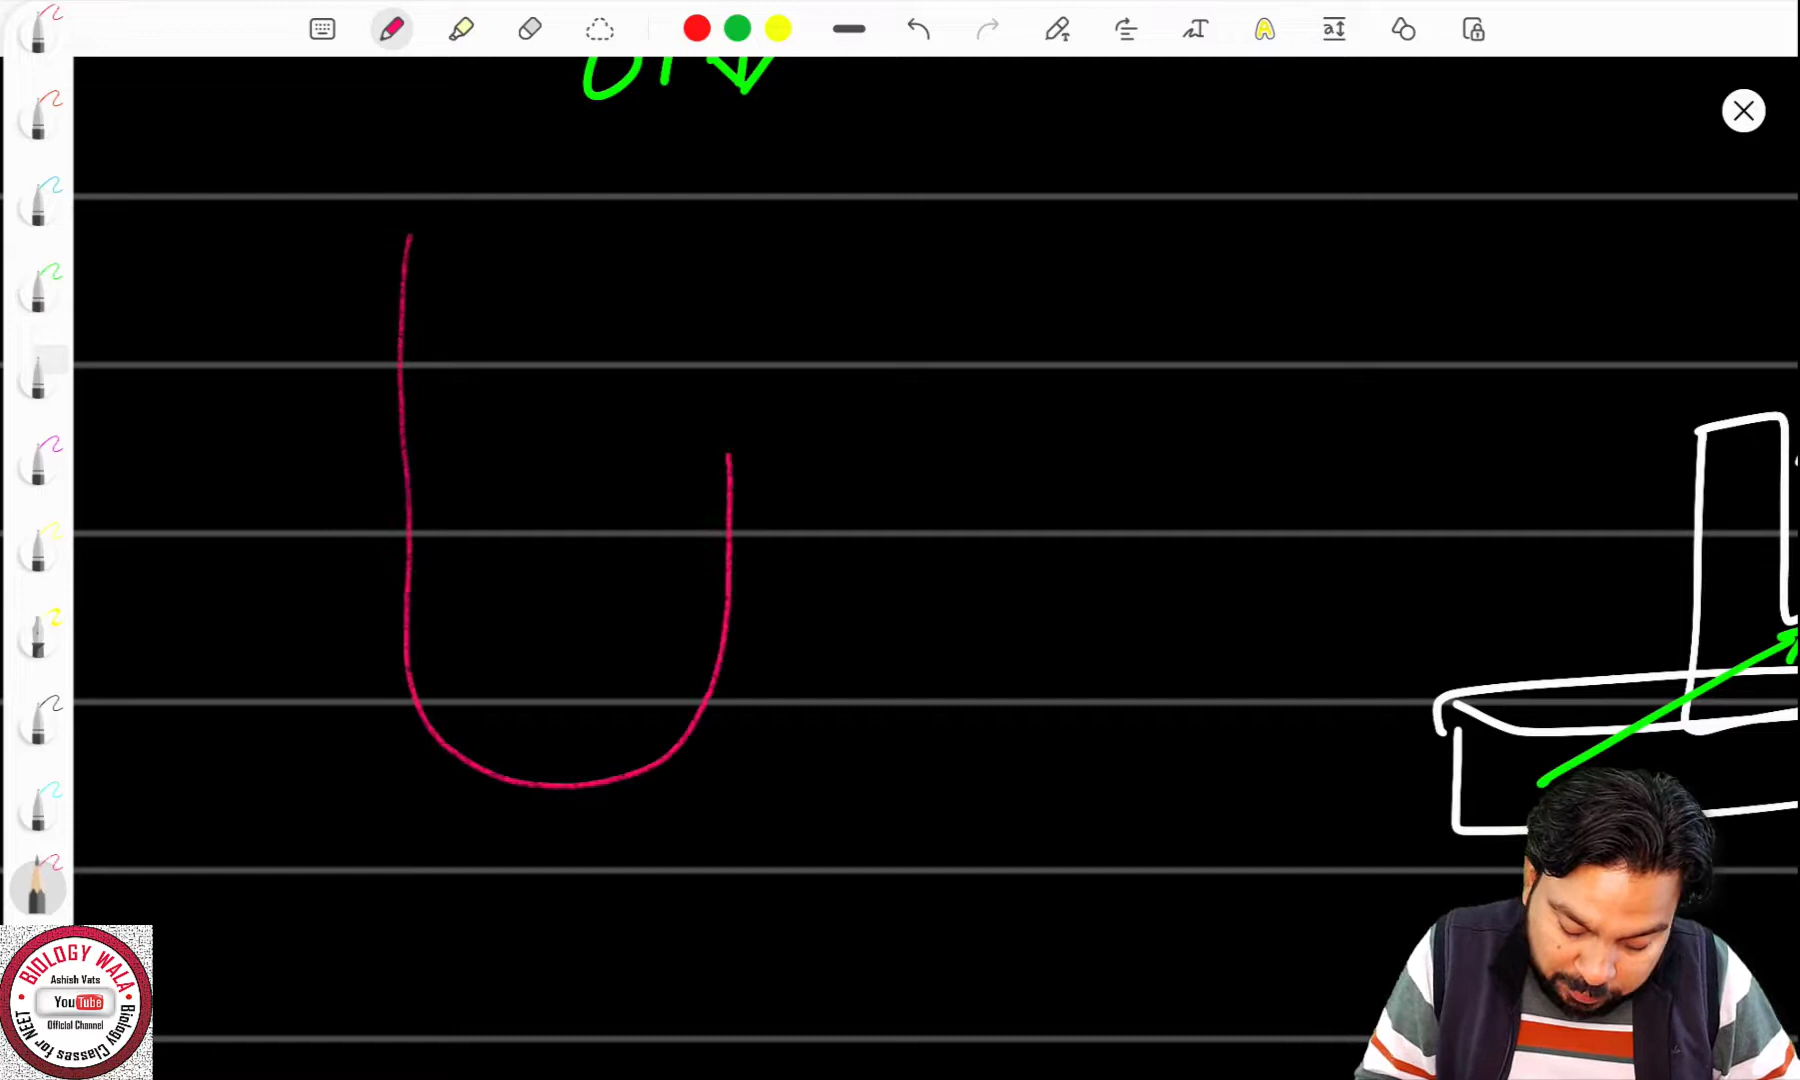 BIOLOGY WALA
Ashish Vats
YouTube
Official Channel
Biology Classes for NEET